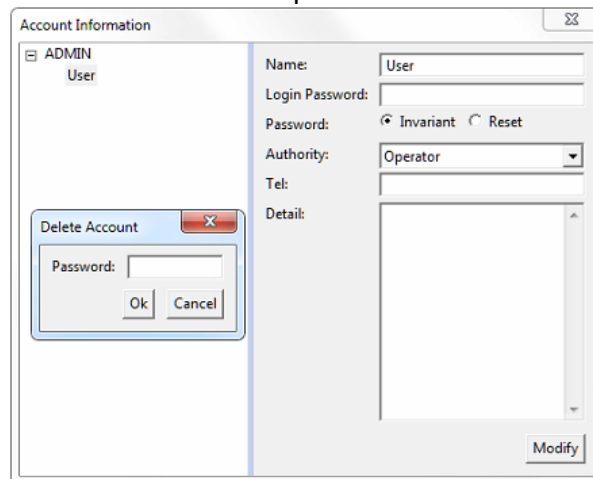 Account Information
ADMIN
User
Name: User
Login Password:
Password: Invariant Reset
Authority: Operator
Tel:
Detail:
Delete Account
Password:
Ok Cancel
Modify